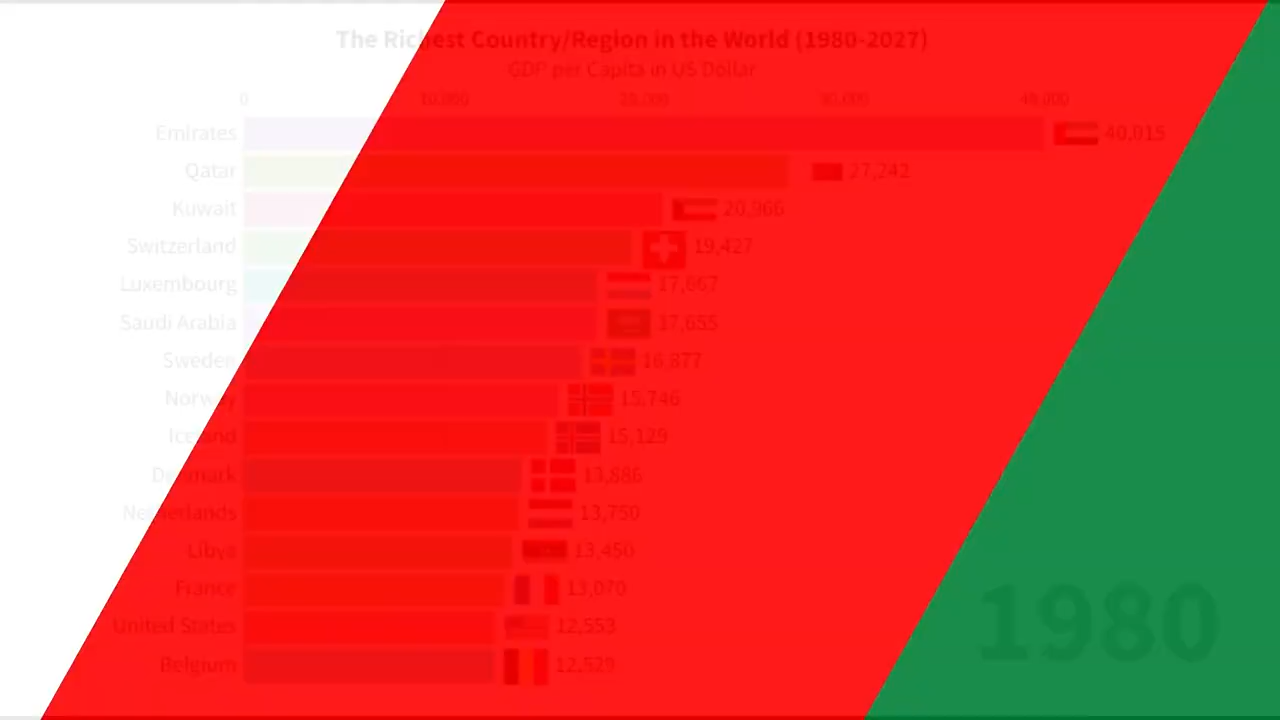 The Richest Country/Region in the World (1980-2027)
GDP per Capita in US Dollar
0 10,000 20,000 30,000 40,000
Emirates 40,015
Qatar 27,242
Kuwait 20,966
Switzerland 19,427
Luxembourg 17,667
Saudi Arabia 17,655
Sweden 16,877
Norway 15,746
Iceland 15,129
Denmark 13,886
Netherlands 13,750
Libya 13,450
France 13,070
United States 12,553
Belgium 12,529
1980